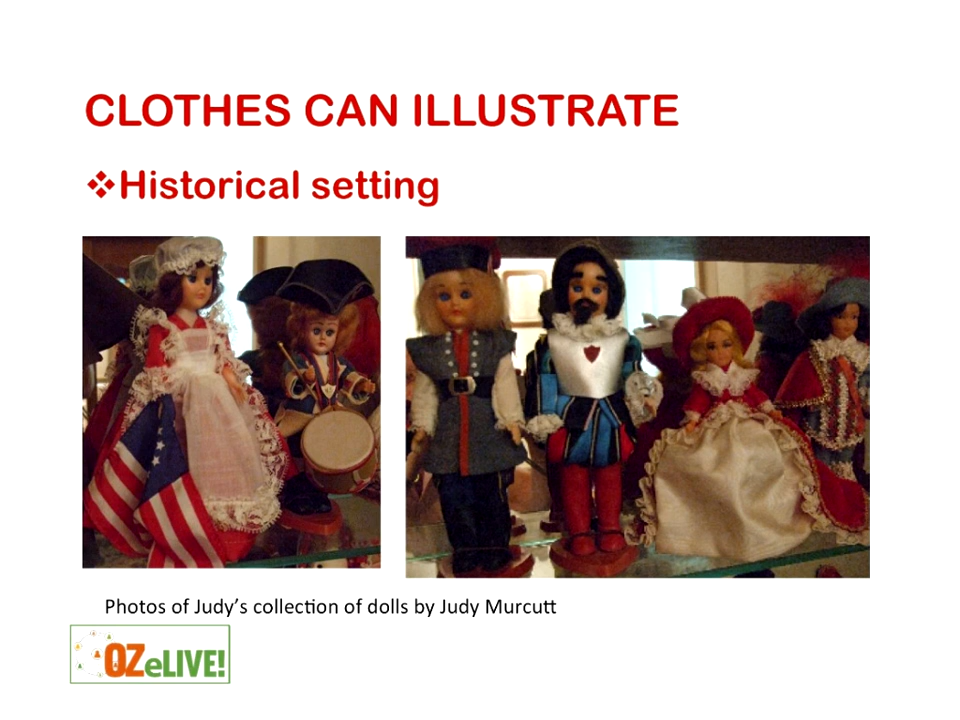 CLOTHES CAN ILLUSTRATE
❖Historical setting
Photos of Judy's collection of dolls by Judy Murcutt
OZeLIVE!